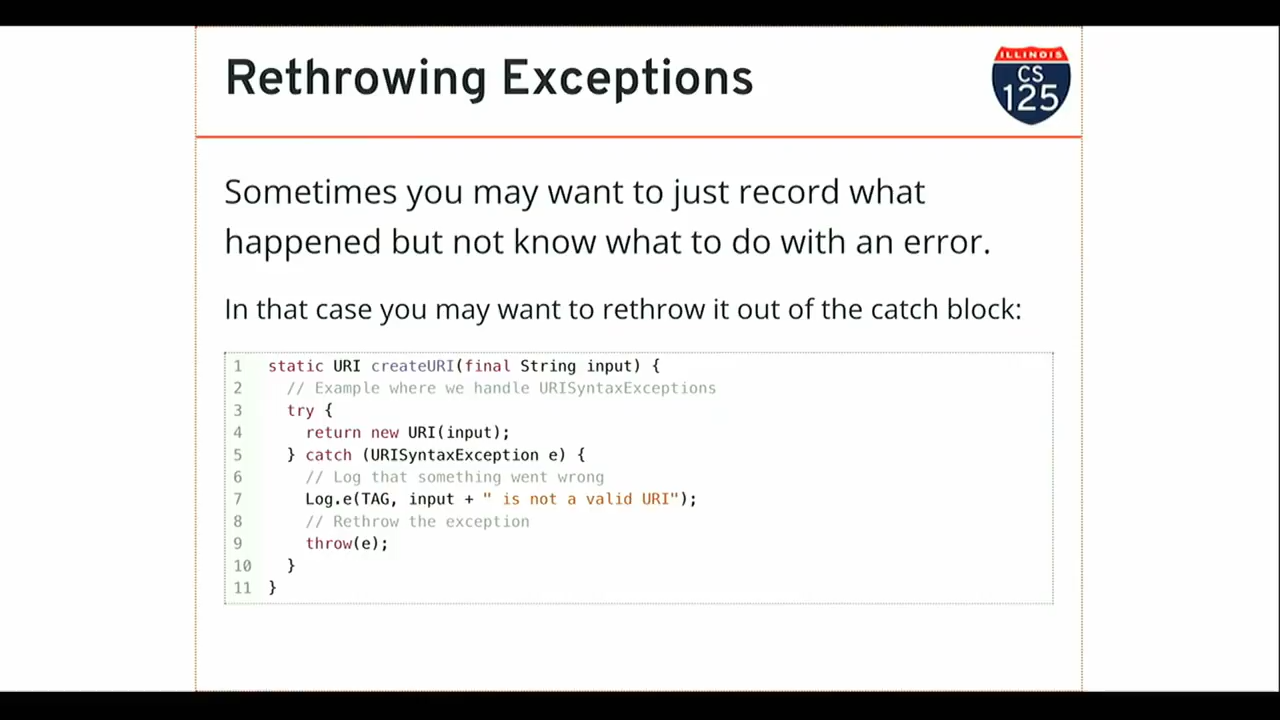 Rethrowing Exceptions
ILLINOIS
CS
125
Sometimes you may want to just record what
happened but not know what to do with an error.
In that case you may want to rethrow it out of the catch block:
1 static URI createURI(final String input) {
2   // Example where we handle URISyntaxExceptions
3   try {
4     return new URI(input);
5   } catch (URISyntaxException e) {
6     // Log that something went wrong
7     Log.e(TAG, input + " is not a valid URI");
8     // Rethrow the exception
9     throw(e);
10   }
11 }